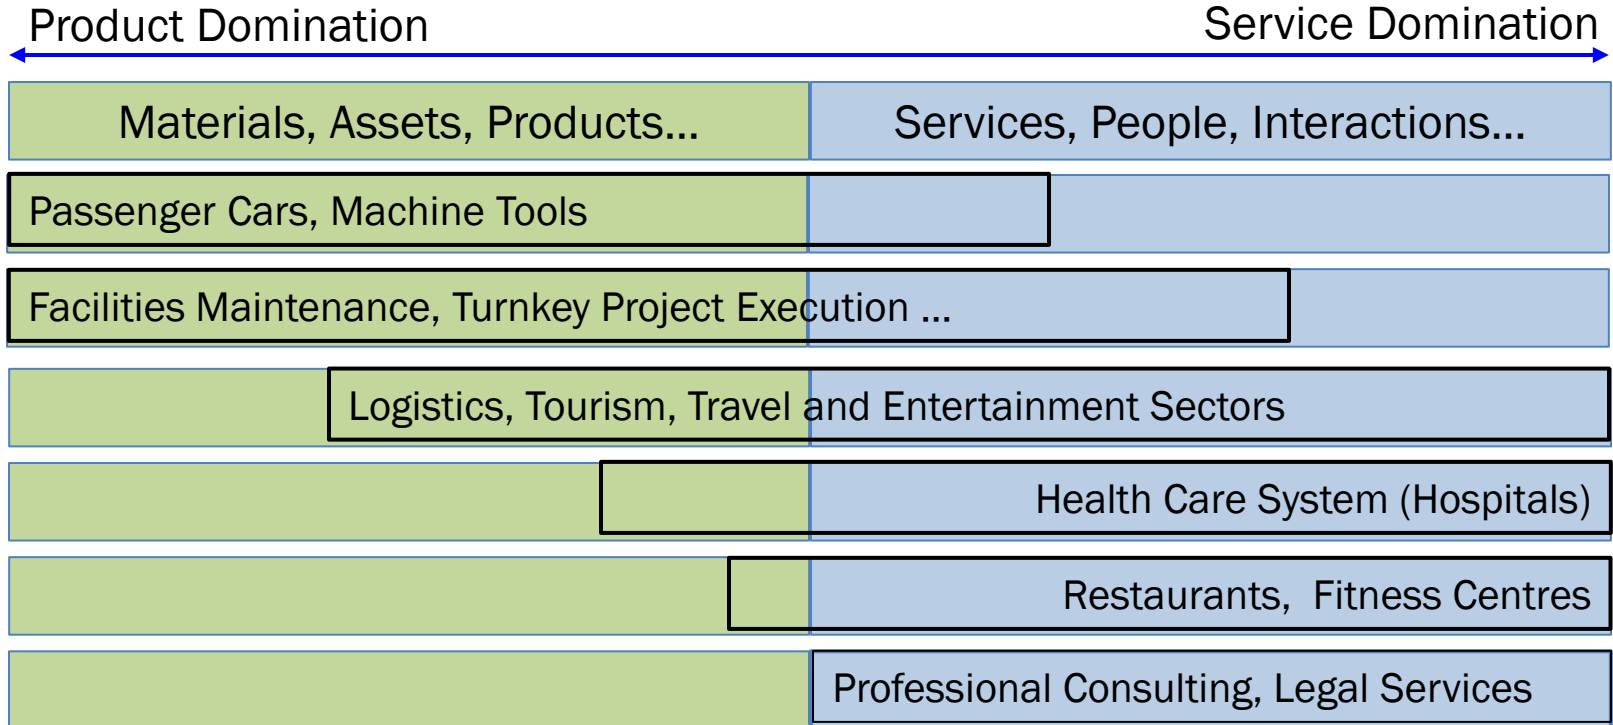 Product Domination
Service Domination
Materials, Assets, Products...
Services, People, Interactions...
Passenger Cars, Machine Tools
Facilities Maintenance, Turnkey Project Execution ...
Logistics, Tourism, Travel and Entertainment Sectors
Health Care System (Hospitals)
Restaurants,  Fitness Centres
Professional Consulting, Legal Services